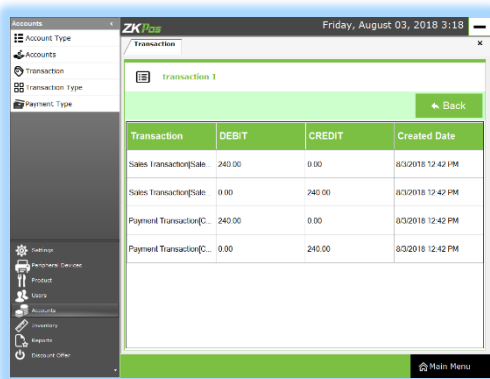 Accounts
Account Type
Accounts
Transaction
Transaction Type
Payment Type
Settings
Peripheral Devices
Product
Users
Accounts
Inventory
Reports
Discount Offer
ZKPos
Friday, August 03, 2018 3:18
Transaction
×
transaction 1
Back
Transaction DEBIT CREDIT Created Date
Sales Transaction[Sale... 240.00 0.00 8/3/2018 12:42 PM
Sales Transaction[Sale... 0.00 240.00 8/3/2018 12:42 PM
Payment Transaction[C... 240.00 0.00 8/3/2018 12:42 PM
Payment Transaction[C... 0.00 240.00 8/3/2018 12:42 PM
Main Menu